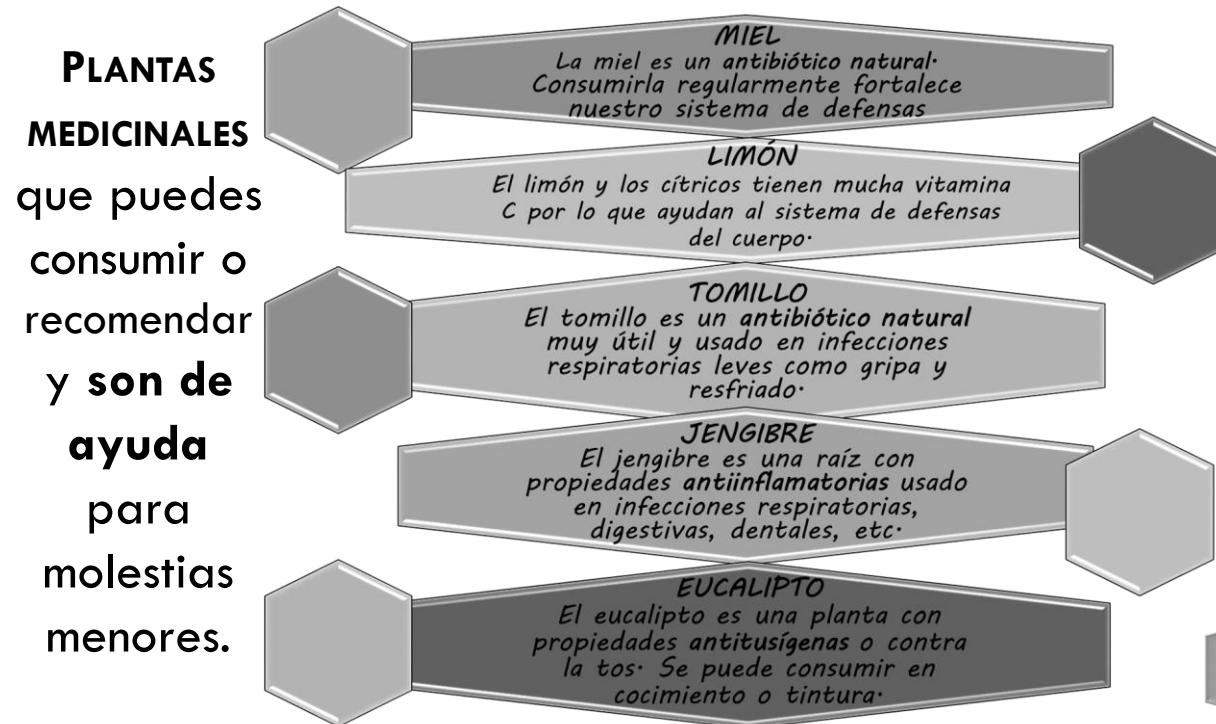 PLANTAS
MEDICINALES
que puedes
consumir o
recomendar
y son de
ayuda
para
molestias
menores.
MIEL
La miel es un antibiótico natural.
Consumirla regularmente fortalece
nuestro sistema de defensas
LIMÓN
El limón y los cítricos tienen mucha vitamina
C por lo que ayudan al sistema de defensas
del cuerpo.
TOMILLO
El tomillo es un antibiótico natural
muy útil y usado en infecciones
respiratorias leves como gripa y
resfriado.
JENGIBRE
El jengibre es una raíz con
propiedades antiinflamatorias usado
en infecciones respiratorias,
digestivas, dentales, etc.
EUCALIPTO
El eucalipto es una planta con
propiedades antitusígenas o contra
la tos. Se puede consumir en
cocimiento o tintura.